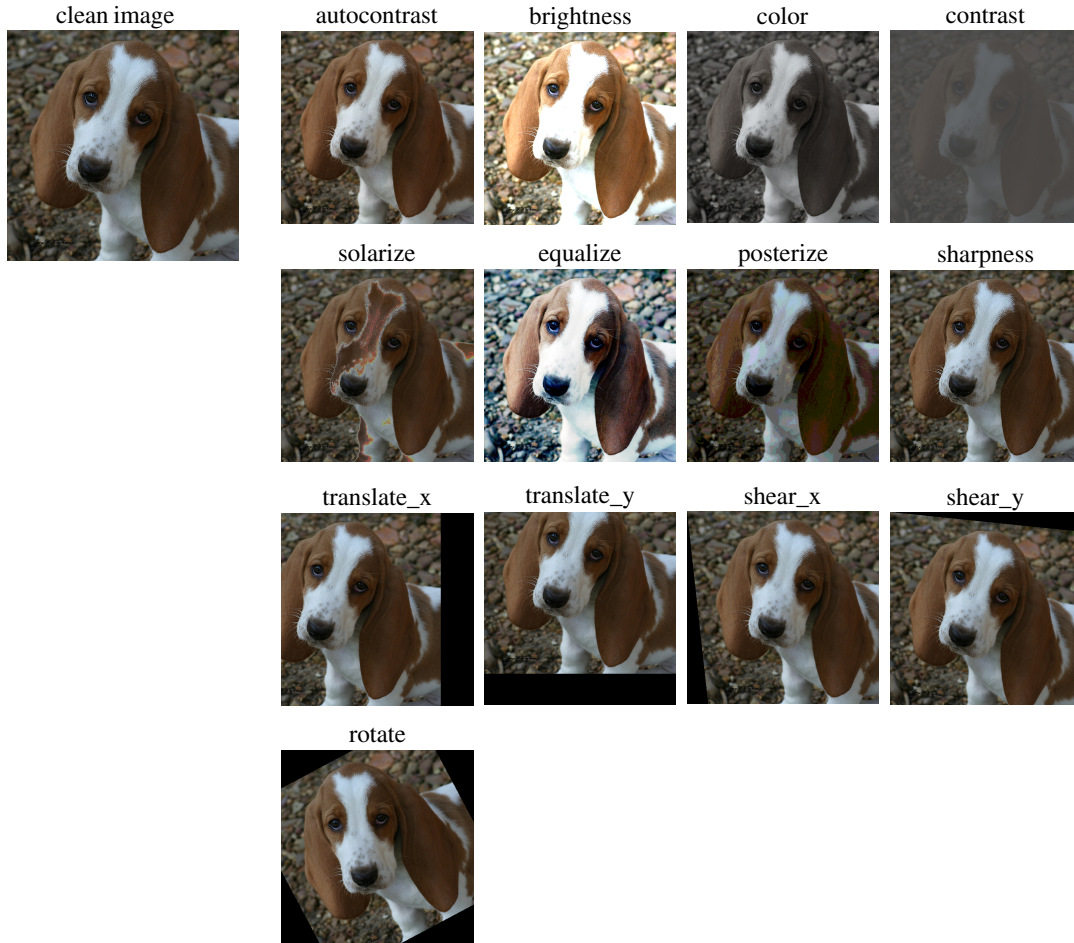 clean image
autocontrast
brightness
color
contrast
solarize
equalize
posterize
sharpness
translate_x
translate_y
shear_x
shear_y
rotate